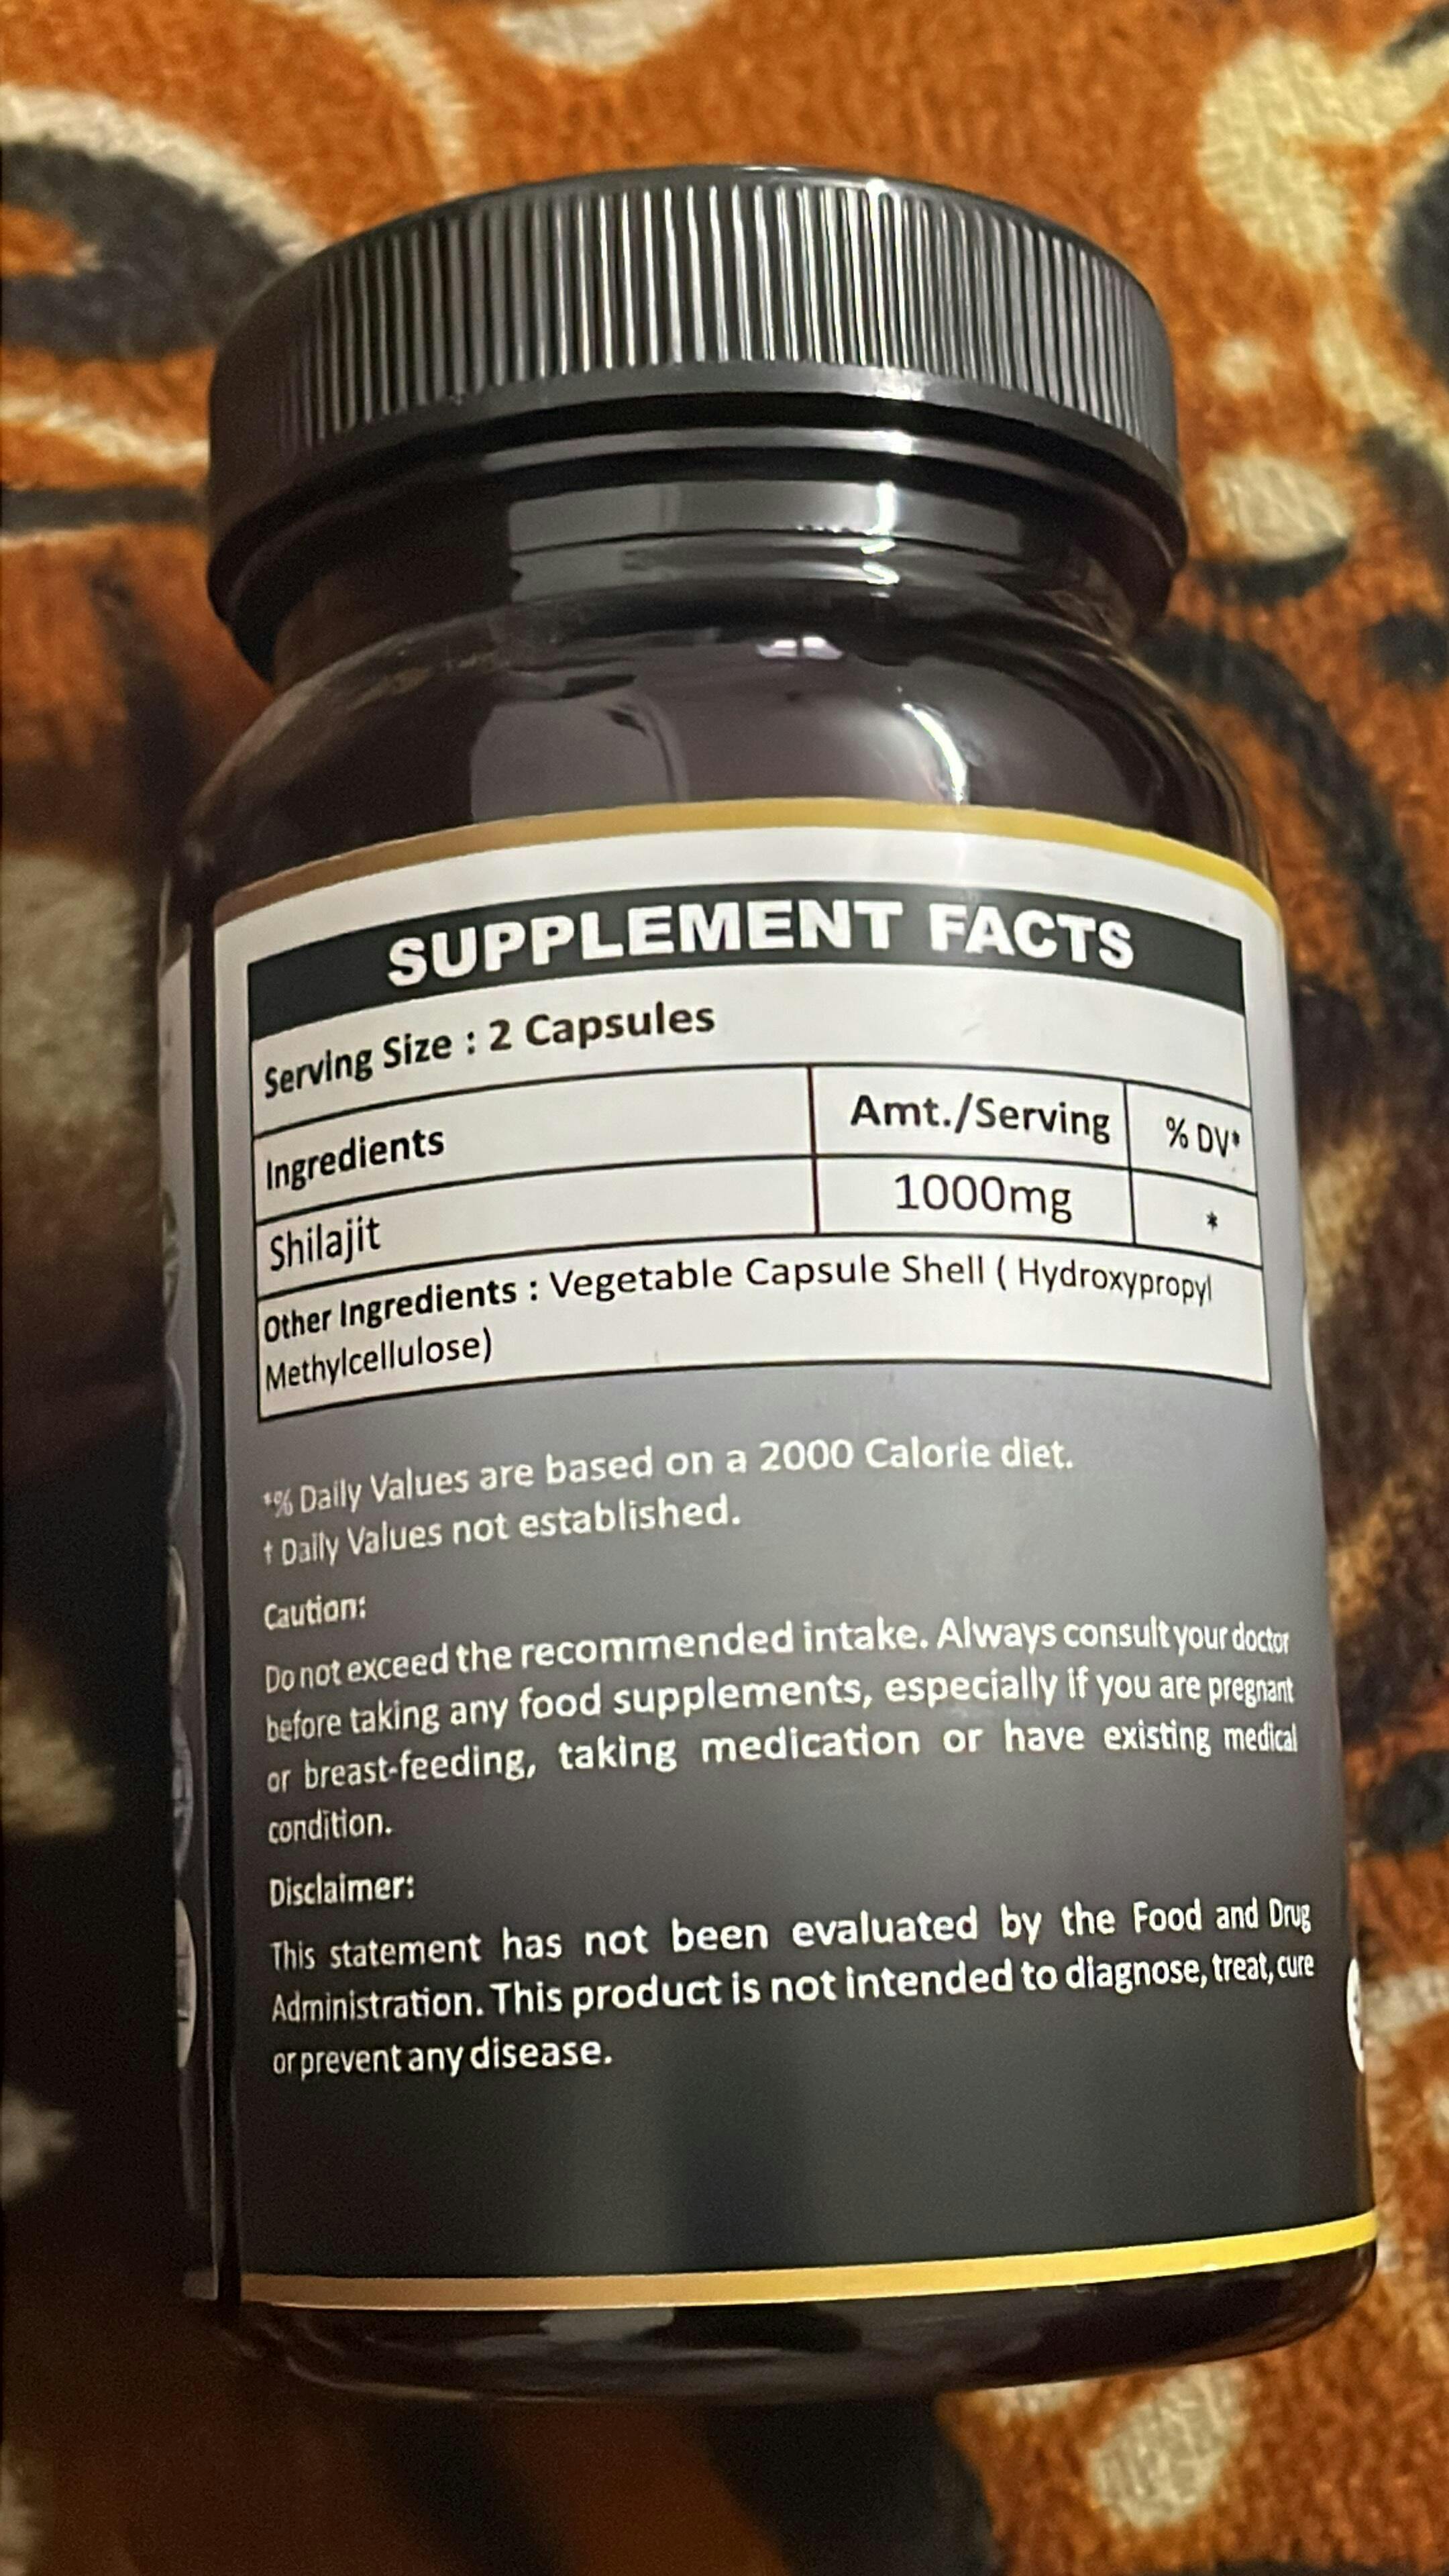 SUPPLEMENT FACTS
Serving Size : 2 Capsules
Ingredients Amt./Serving % DV*
Shilajit 1000mg *
Other Ingredients : Vegetable Capsule Shell ( Hydroxypropyl
Methylcellulose)
*% Daily Values are based on a 2000 Calorie diet.
† Daily Values not established.
Caution:
Do not exceed the recommended intake. Always consult your doctor
before taking any food supplements, especially if you are pregnant
or breast-feeding, taking medication or have existing medical
condition.
Disclaimer:
This statement has not been evaluated by the Food and Drug
Administration. This product is not intended to diagnose, treat, cure
or prevent any disease.